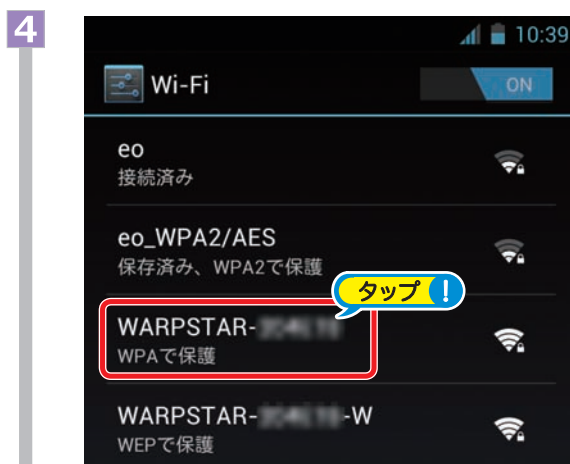 4
10:39
Wi-Fi
ON
eo
接続済み
eo_WPA2/AES
保存済み、WPA2で保護
タップ!
WARPSTAR-
WPAで保護
WARPSTAR- -W
WEPで保護